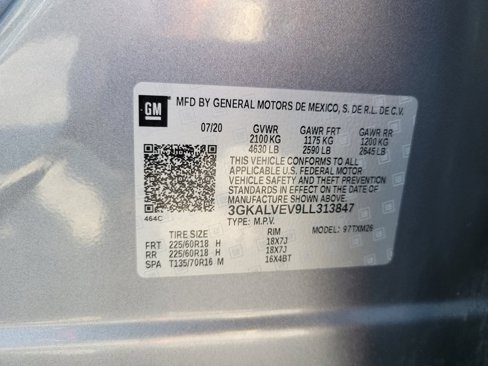 GM
MFD BY GENERAL MOTORS DE MEXICO, S. DE R.L. DE C.V.
07/20 GVWR GAWR FRT GAWR RR
2100 KG 1175 KG 1200 KG
4630 LB 2590 LB 2645 LB
THIS VEHICLE CONFORMS TO ALL
APPLICABLE U.S. FEDERAL MOTOR
VEHICLE SAFETY AND THEFT PREVENTION
STANDARDS IN EFFECT ON THE DATE OF
MANUFACTURE SHOWN ABOVE.
464C 3GKALVEV9LL313847
TYPE: M.P.V. MODEL: 97TXM26
TIRE SIZE RIM
FRT 225/60R18 H 18X7J
RR 225/60R18 H 18X7J
SPA T135/70R16 M 16X4BT